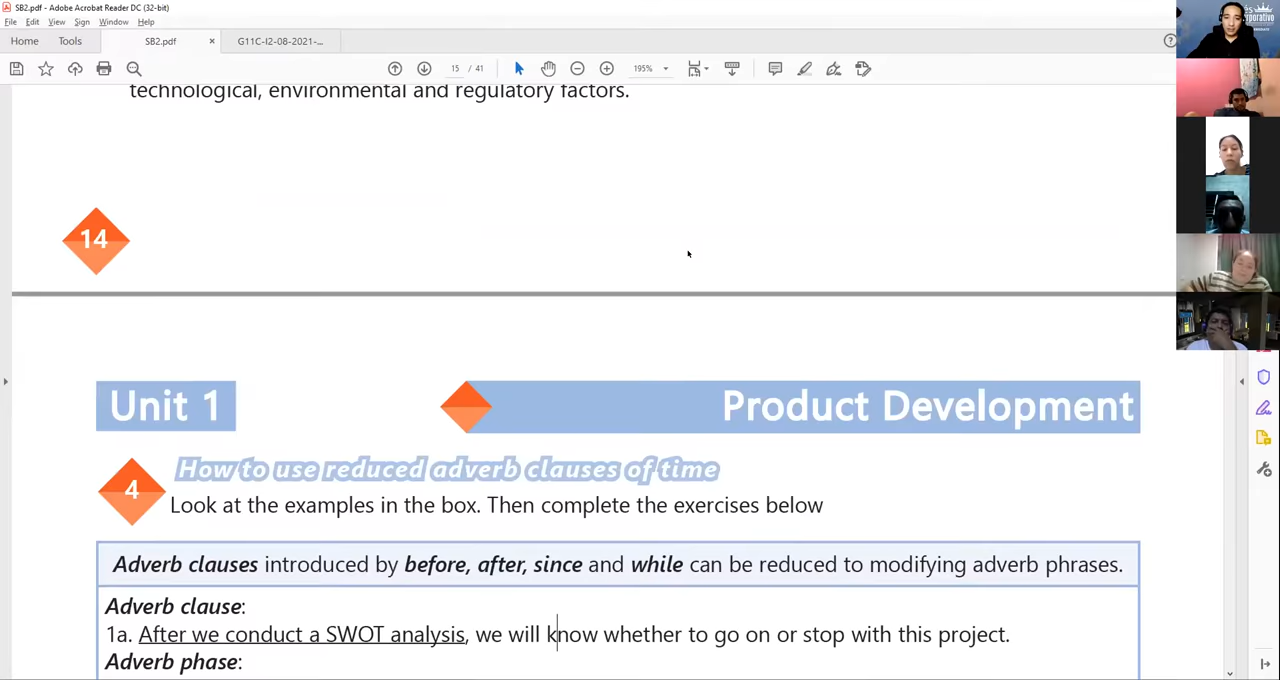 SB2.pdf - Adobe Acrobat Reader DC (32-bit)
File Edit View Sign Window Help
Home Tools SB2.pdf × G11C-I2-08-2021-...
15 / 41 195%
technological, environmental and regulatory factors.
14
Unit 1 Product Development
4 How to use reduced adverb clauses of time
Look at the examples in the box. Then complete the exercises below
Adverb clauses introduced by before, after, since and while can be reduced to modifying adverb phrases.
Adverb clause:
1a. After we conduct a SWOT analysis, we will know whether to go on or stop with this project.
Adverb phase: